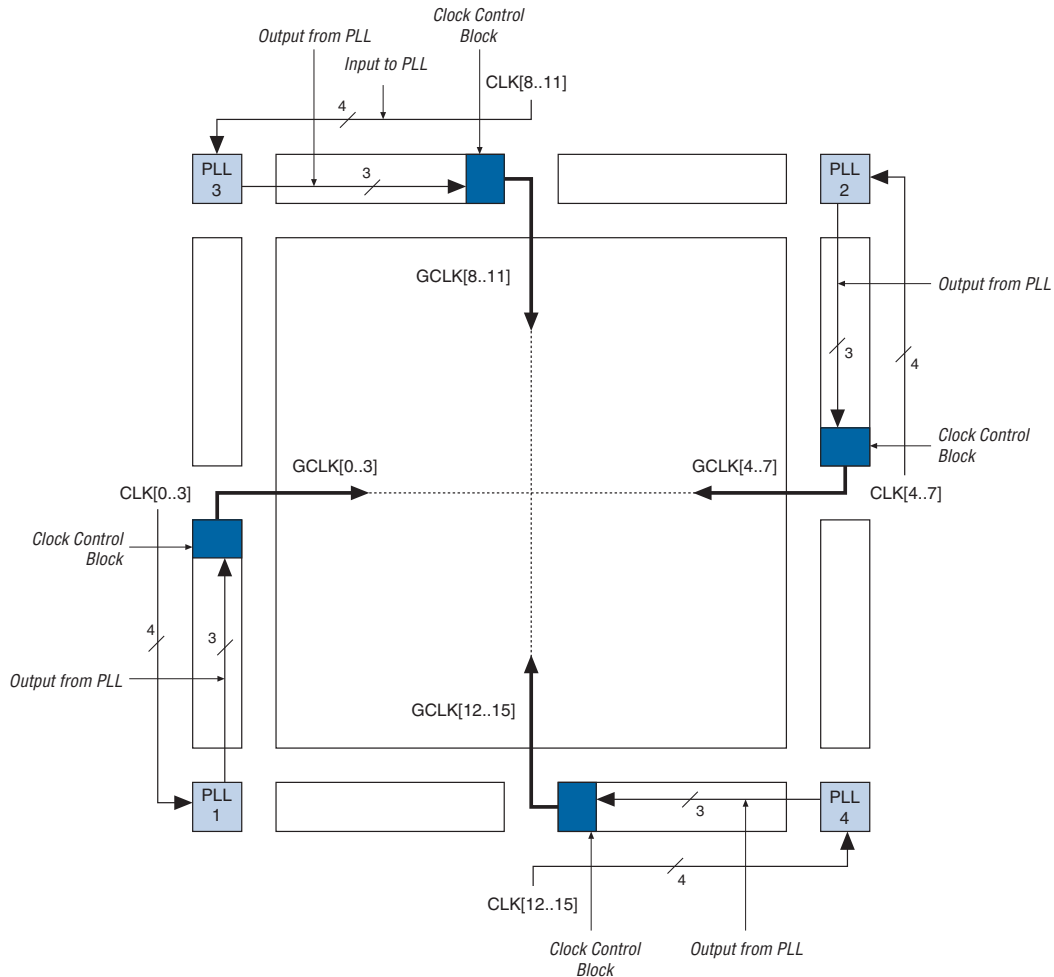 Clock Control
Block
Output from PLL
Input to PLL
CLK[8..11]
4
PLL
3
3
PLL
2
GCLK[8..11]
Output from PLL
3
4
Clock Control
Block
GCLK[0..3]
GCLK[4..7]
CLK[0..3]
CLK[4..7]
Clock Control
Block
4
3
Output from PLL
GCLK[12..15]
PLL
1
3
PLL
4
4
CLK[12..15]
Clock Control
Block
Output from PLL